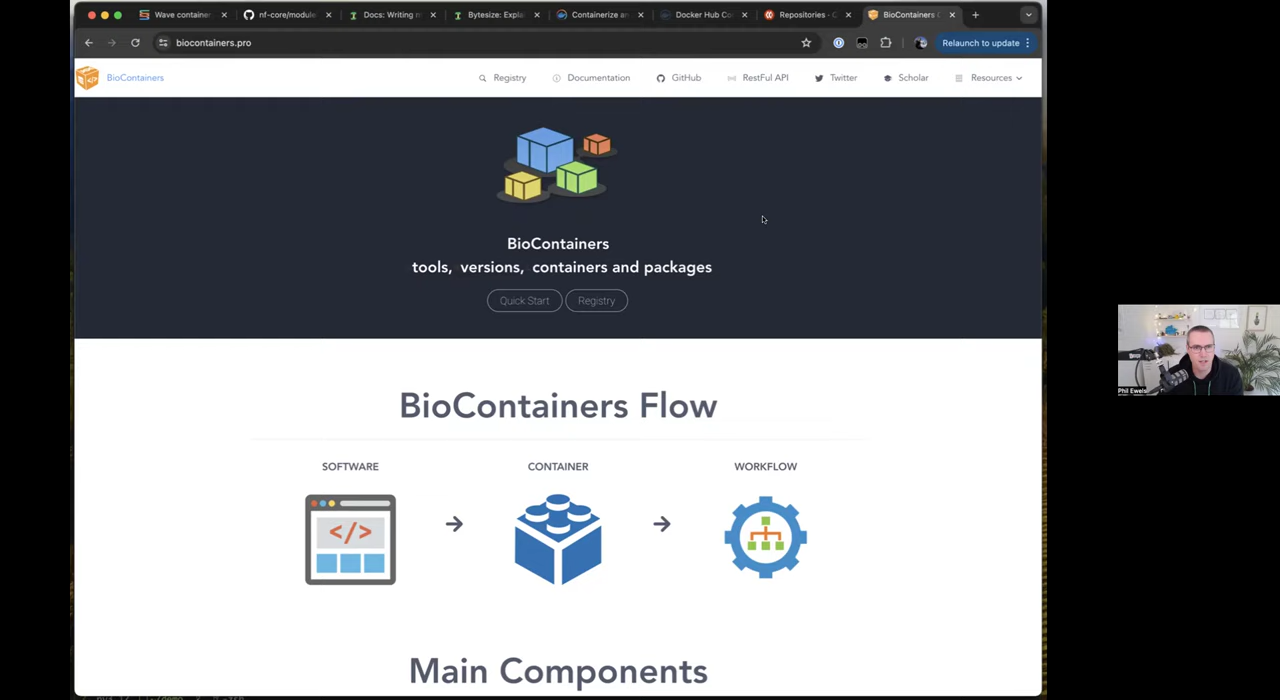 Wave container
nf-core/module
Docs: Writing m
Bytesize: Expla
Containerize an
Docker Hub Co
Repositories - C
BioContainers
biocontainers.pro
Relaunch to update
BioContainers
Registry
Documentation
GitHub
RestFul API
Twitter
Scholar
Resources
BioContainers
tools, versions, containers and packages
Quick Start
Registry
BioContainers Flow
SOFTWARE
CONTAINER
WORKFLOW
</>
Main Components
Phil Ewels